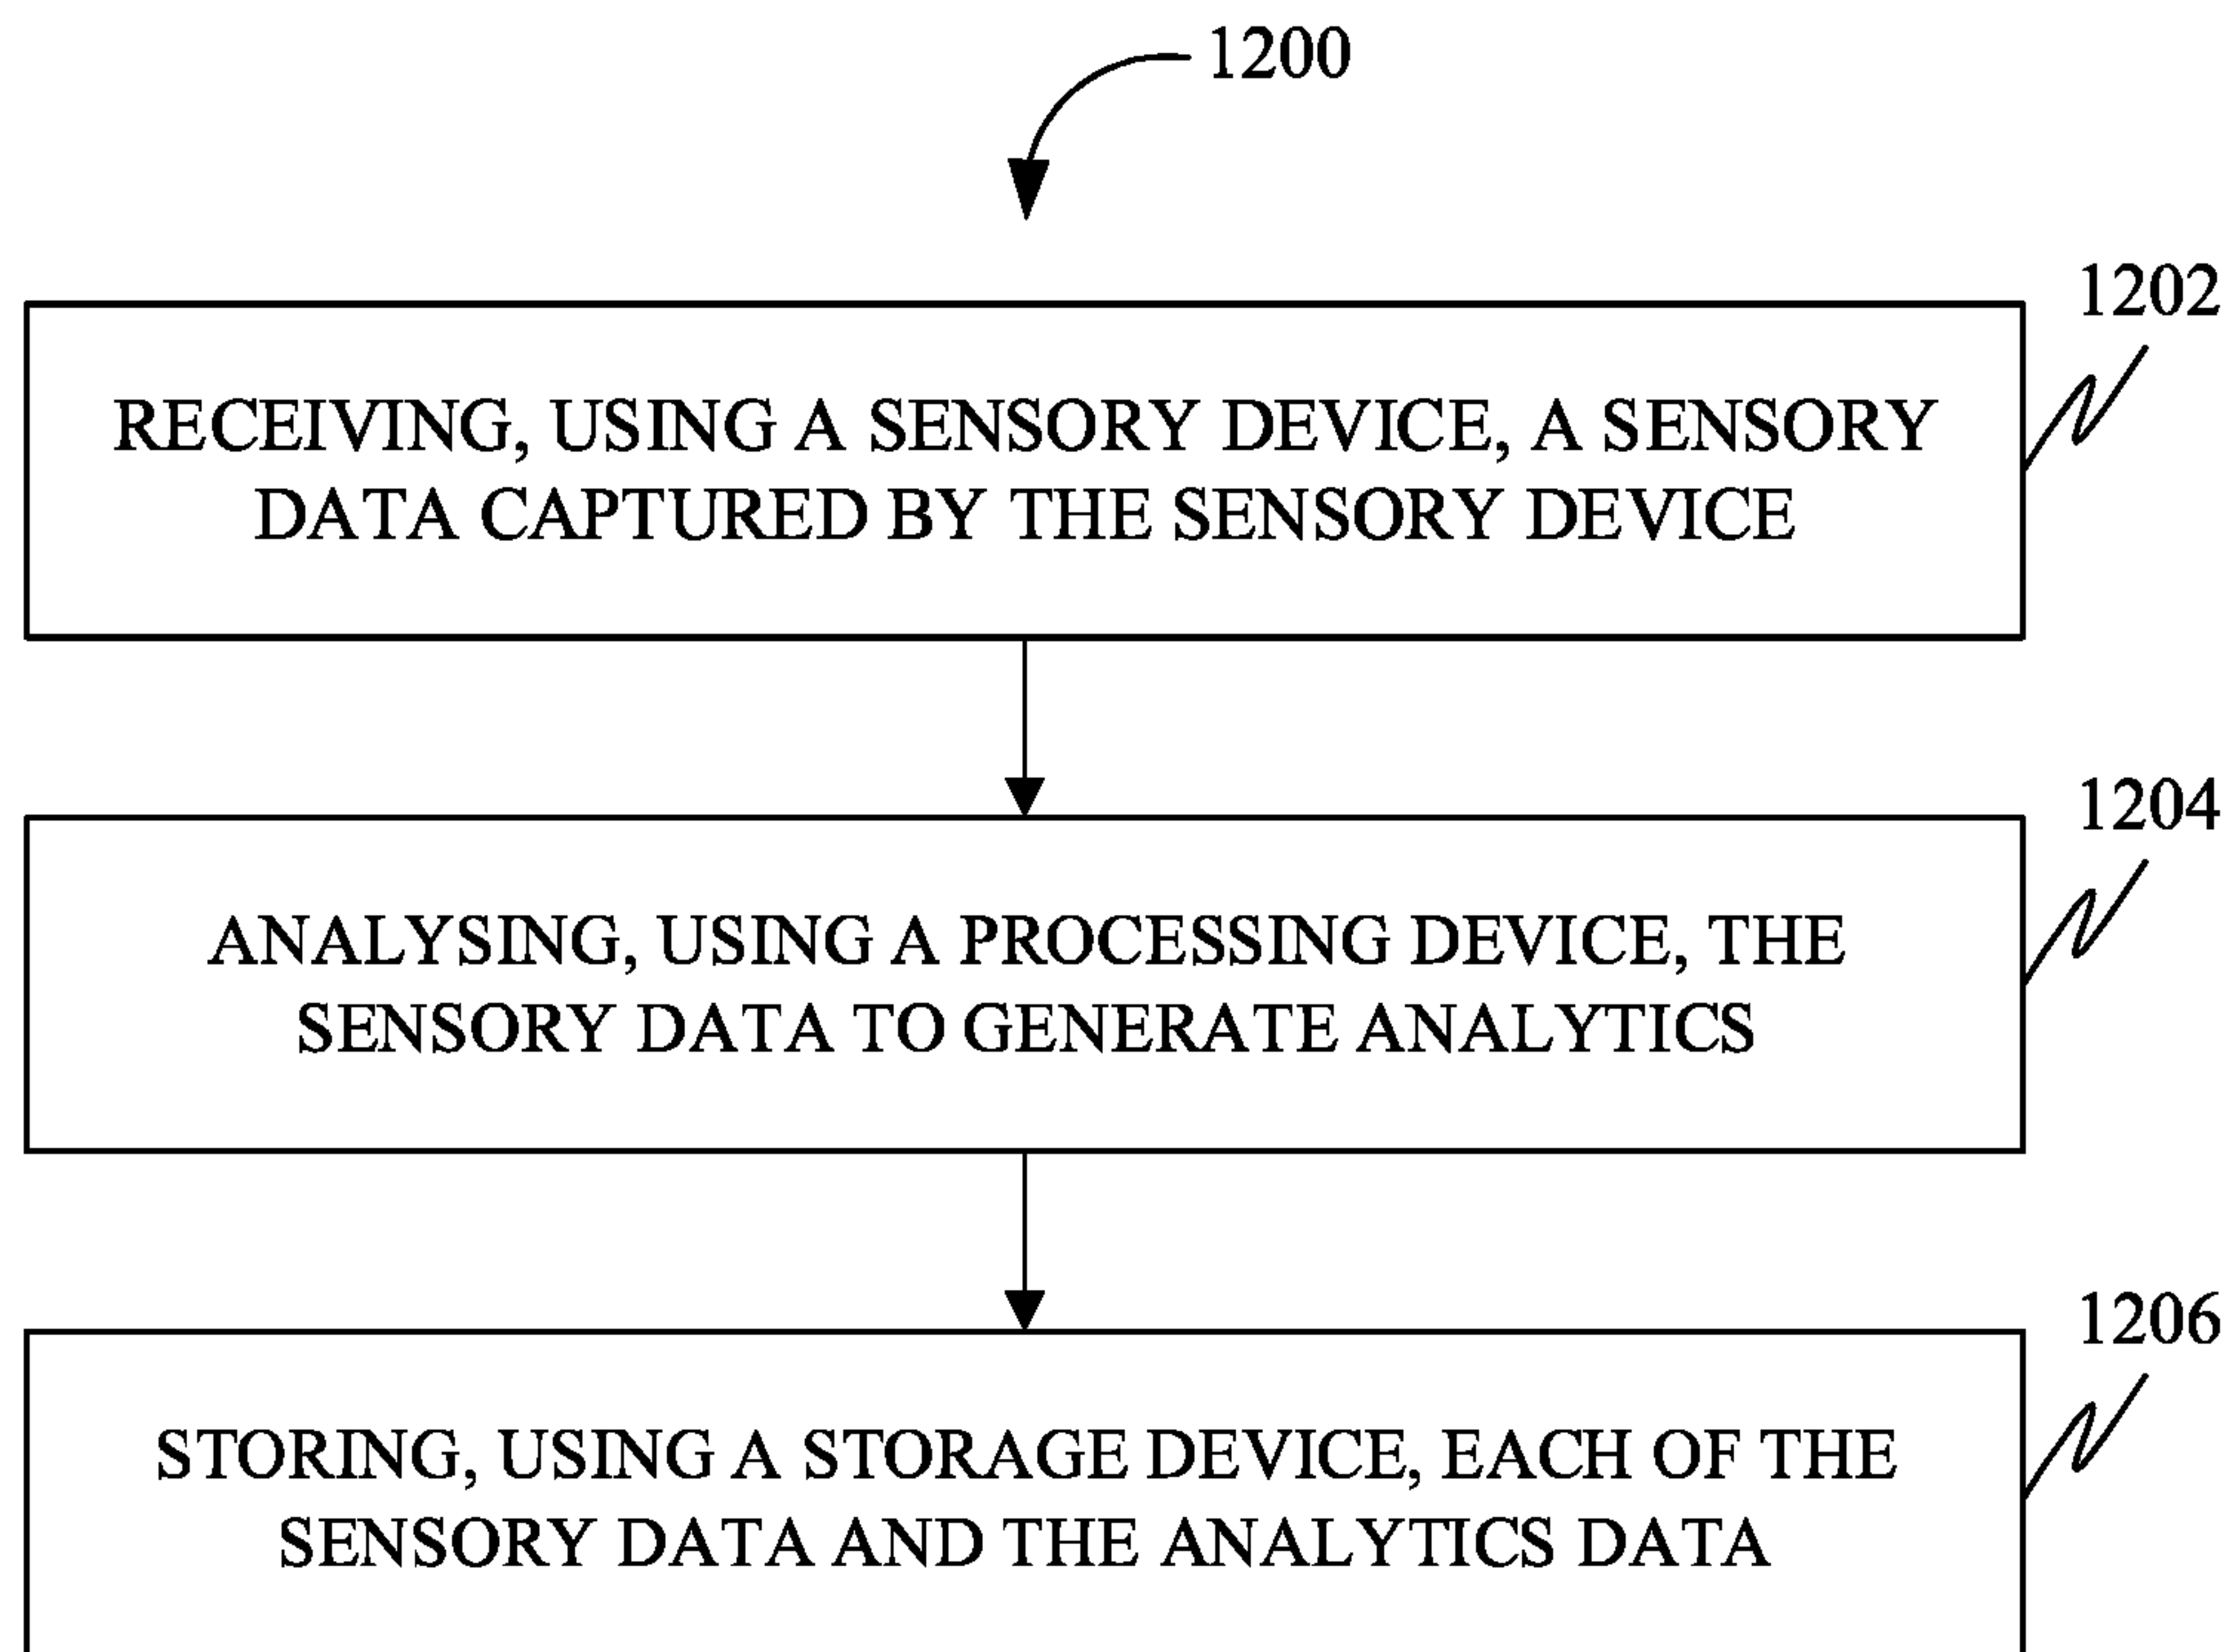 1200
1202
RECEIVING, USING A SENSORY DEVICE, A SENSORY
DATA CAPTURED BY THE SENSORY DEVICE
1204
ANALYSING, USING A PROCESSING DEVICE, THE
SENSORY DATA TO GENERATE ANALYTICS
1206
STORING, USING A STORAGE DEVICE, EACH OF THE
SENSORY DATA AND THE ANALYTICS DATA